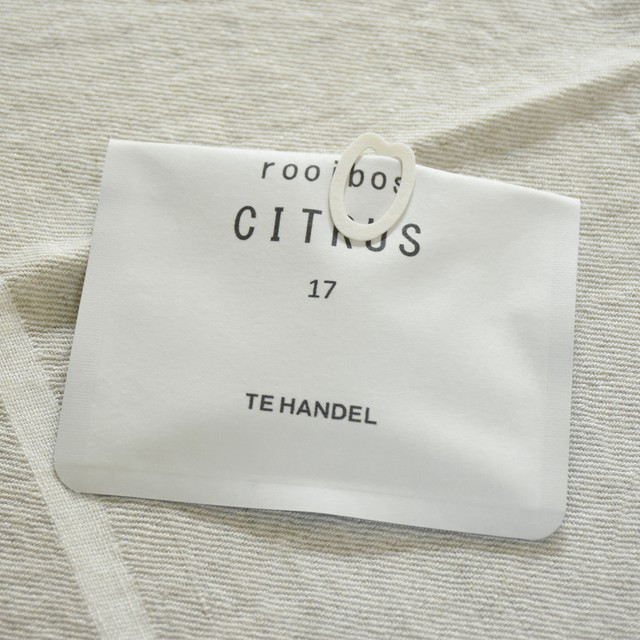 rooibos
CITRUS
17
TE HANDEL